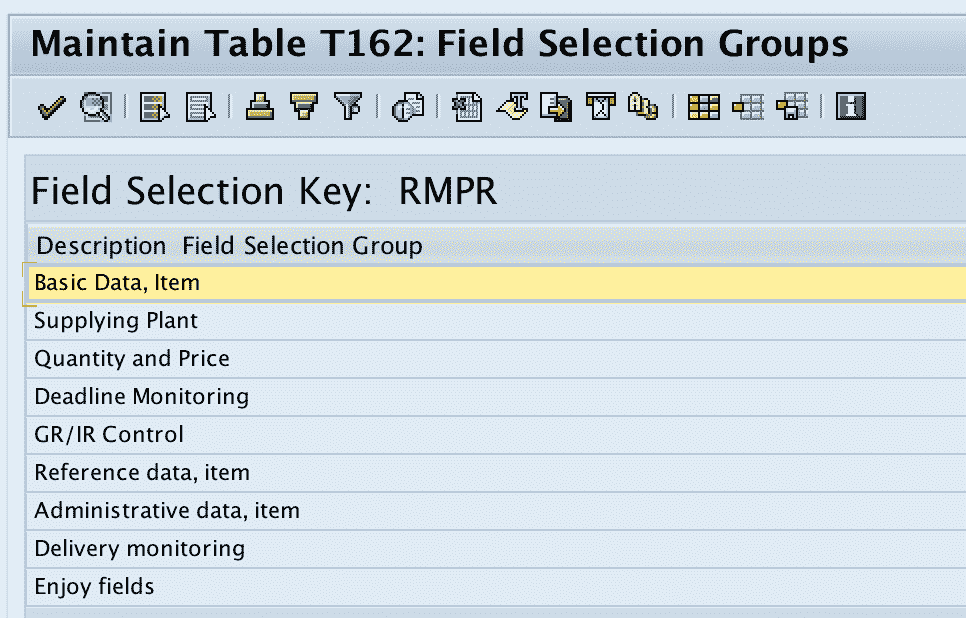 Maintain Table T162: Field Selection Groups
Field Selection Key: RMPR
Description Field Selection Group
Basic Data, Item
Supplying Plant
Quantity and Price
Deadline Monitoring
GR/IR Control
Reference data, item
Administrative data, item
Delivery monitoring
Enjoy fields